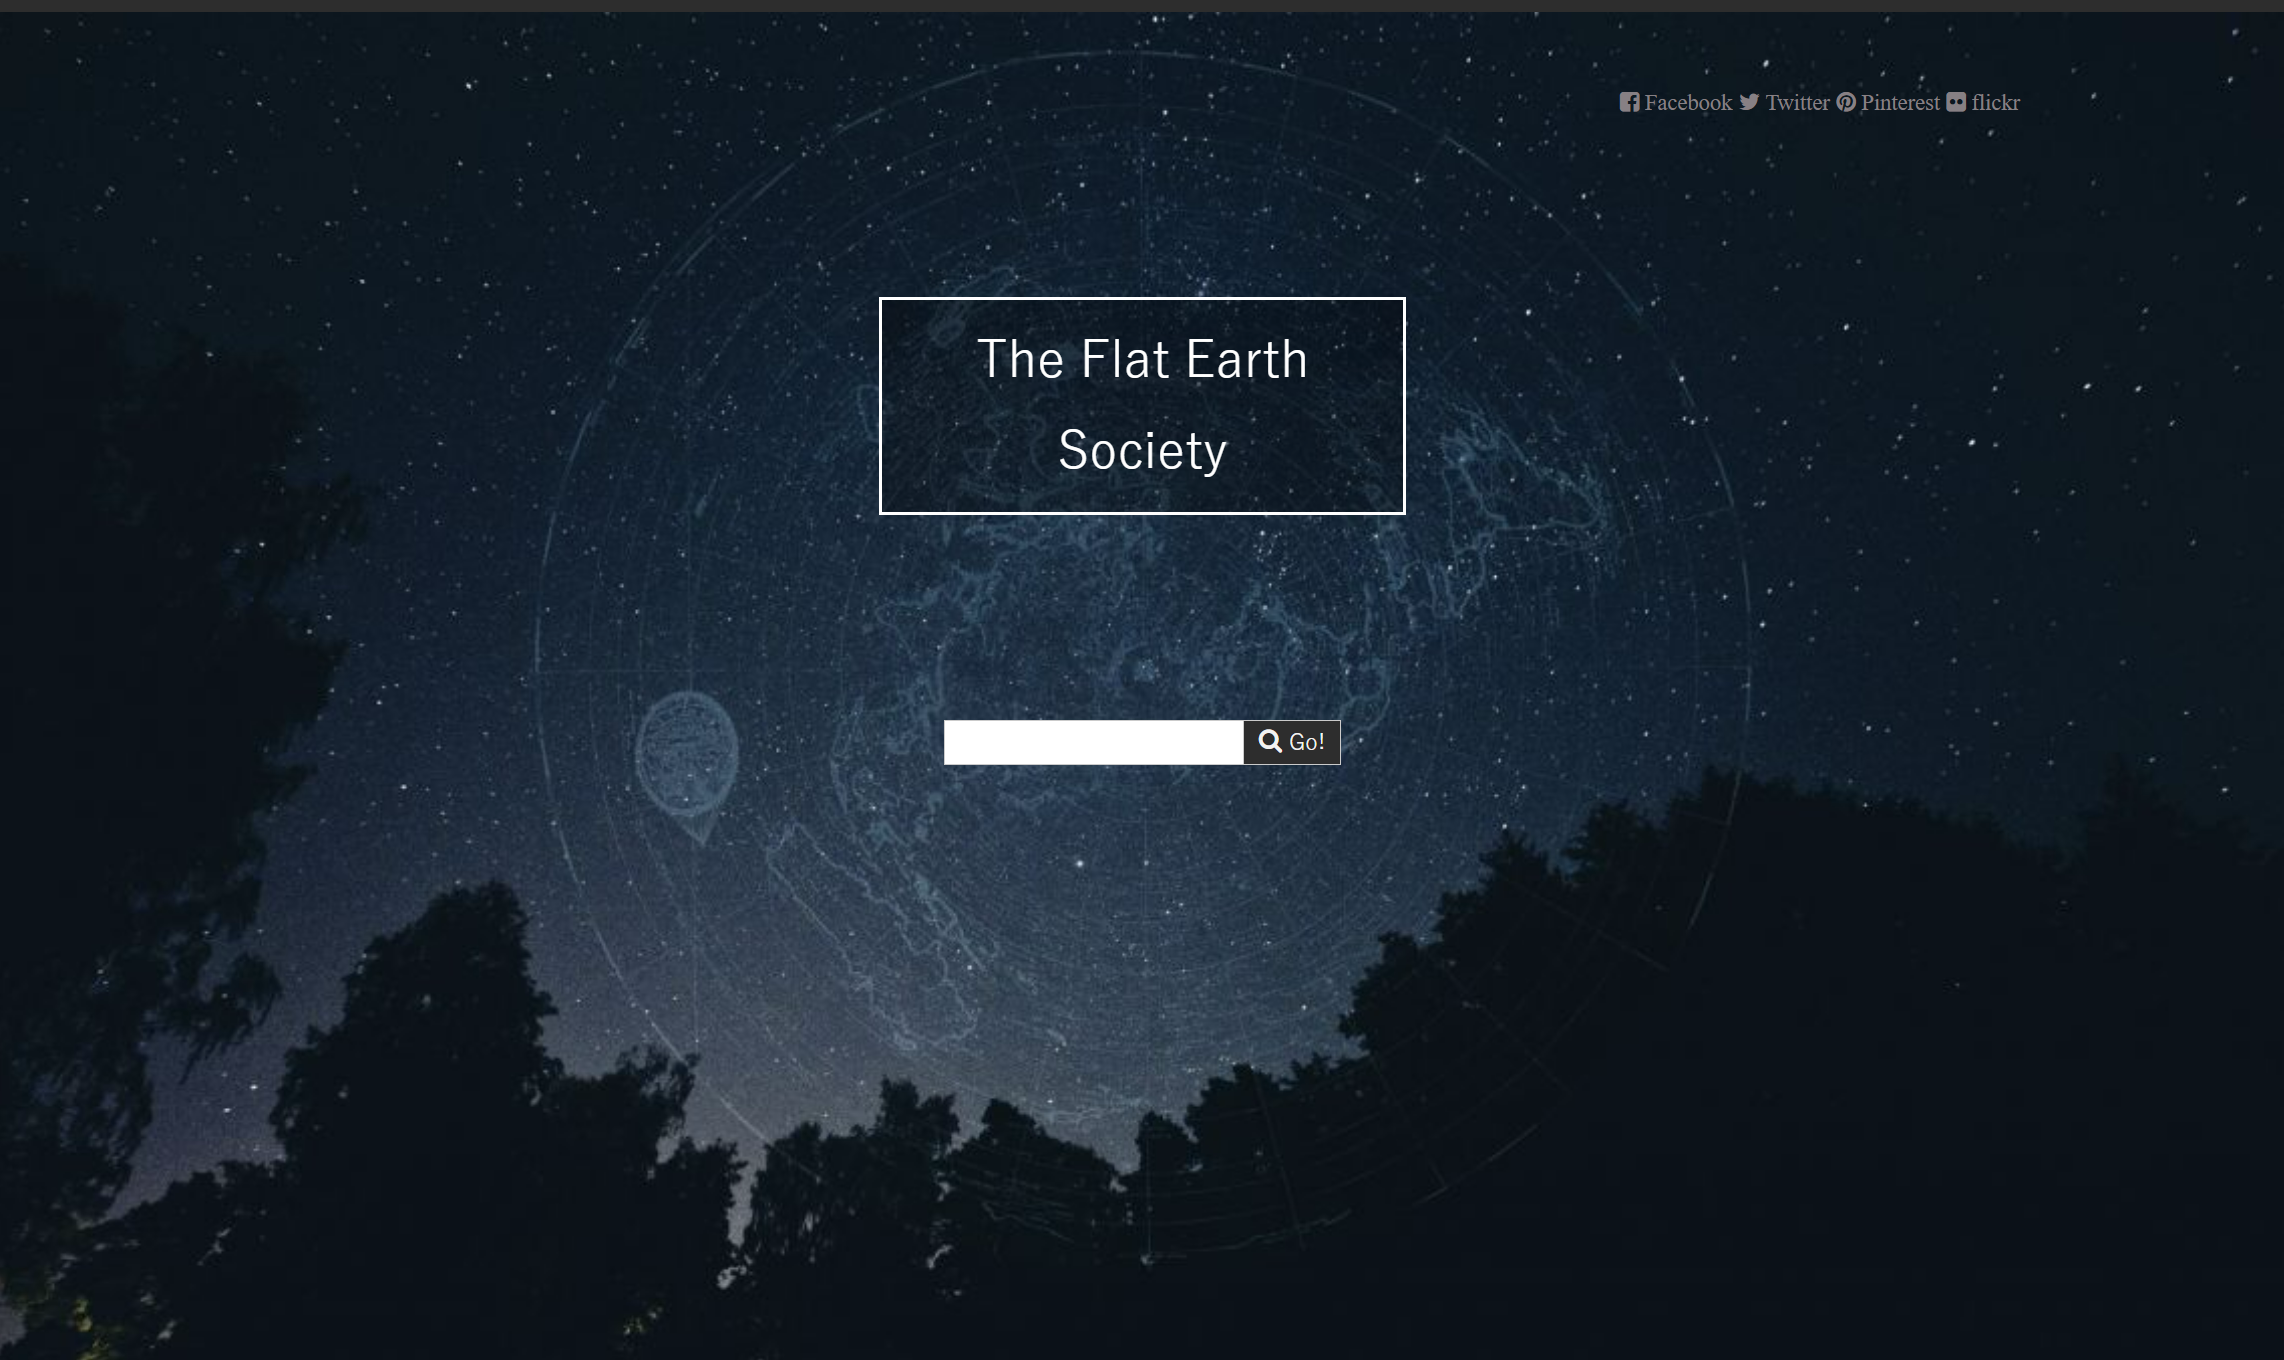 Facebook Twitter Pinterest flickr
The Flat Earth
Society
Go!